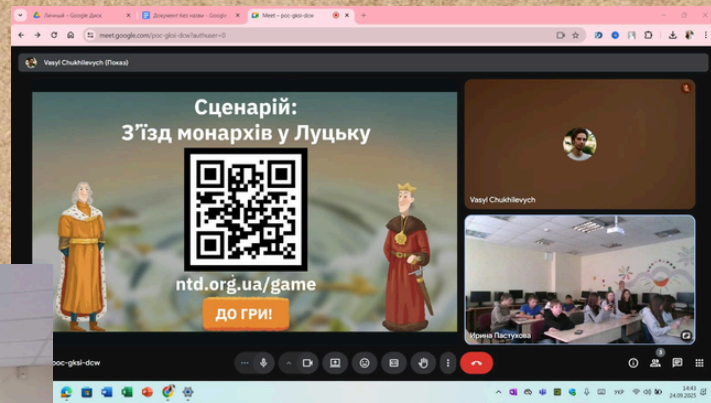 Личный – Google Диск
Документ без назви – Google
Meet – poc-gksi-dcw
meet.google.com/poc-gksi-dcw?authuser=0
Vasyl Chukhilevych (Показ)
Сценарій:
З’їзд монархів у Луцьку
ntd.org.ua/game
ДО ГРИ!
Vasyl Chukhilevych
Ирина Пастухова
poc-gksi-dcw
3
УКР
14:43
24.09.2025